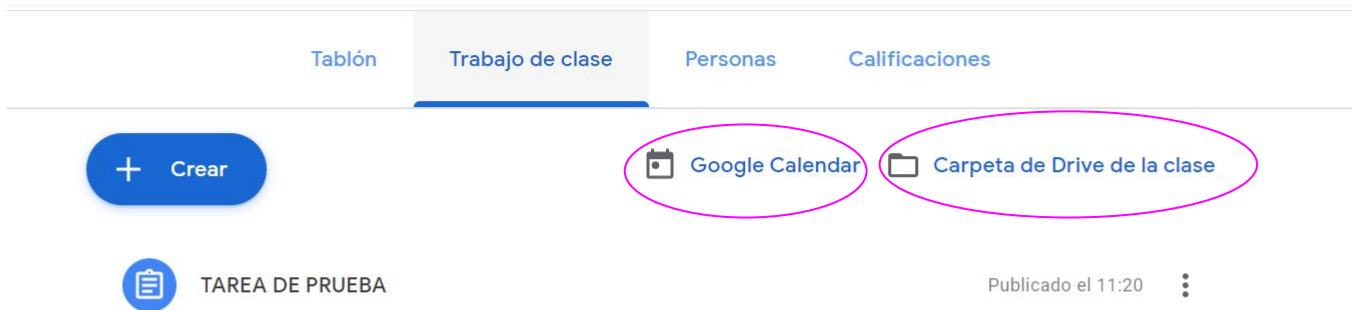 Tablón Trabajo de clase Personas Calificaciones
Crear Google Calendar Carpeta de Drive de la clase
TAREA DE PRUEBA Publicado el 11:20